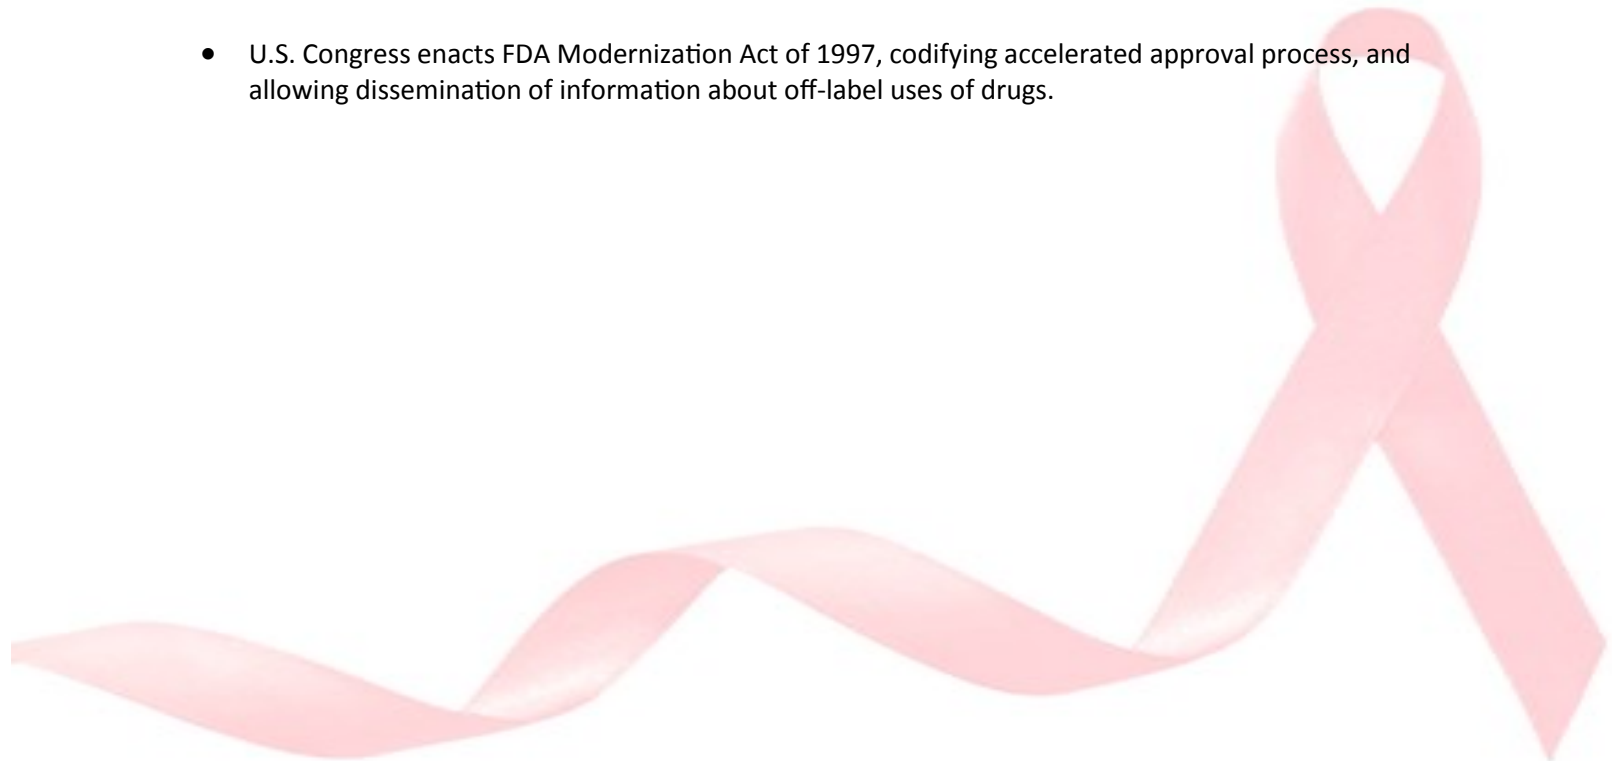 • U.S. Congress enacts FDA Modernization Act of 1997, codifying accelerated approval process, and
allowing dissemination of information about off-label uses of drugs.